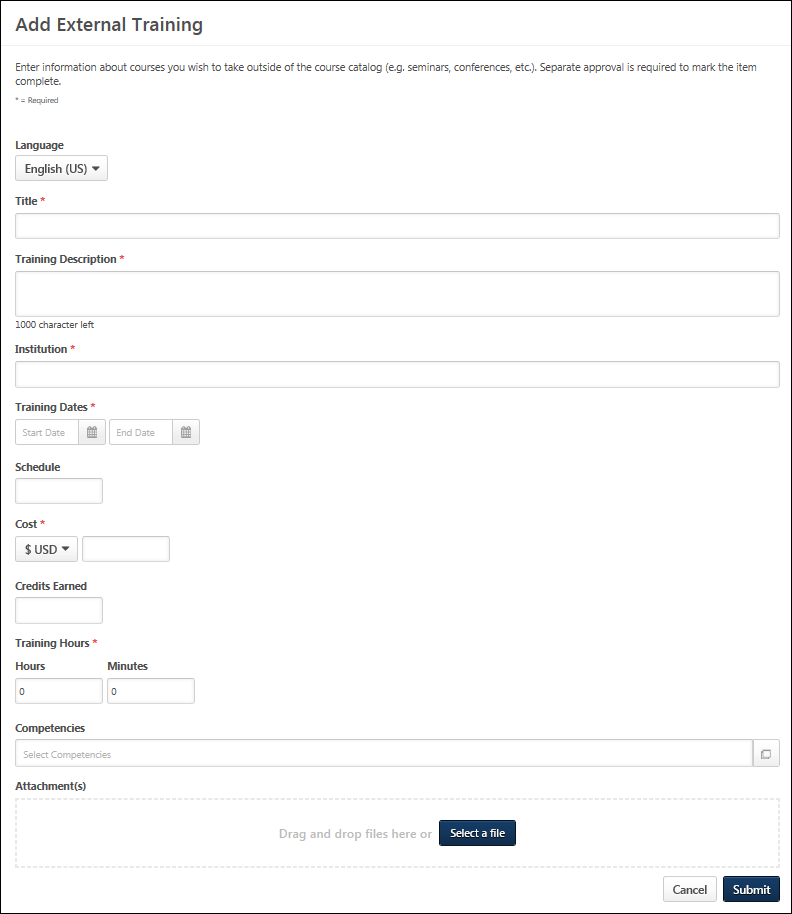 Add External Training
Enter information about courses you wish to take outside of the course catalog (e.g. seminars, conferences, etc.). Separate approval is required to mark the item
complete.
* = Required
Language
English (US)
Title *
Training Description *
1000 character left
Institution *
Training Dates *
Start Date End Date
Schedule
Cost *
$ USD
Credits Earned
Training Hours *
Hours Minutes
0 0
Competencies
Select Competencies
Attachment(s)
Drag and drop files here or Select a file
Cancel Submit